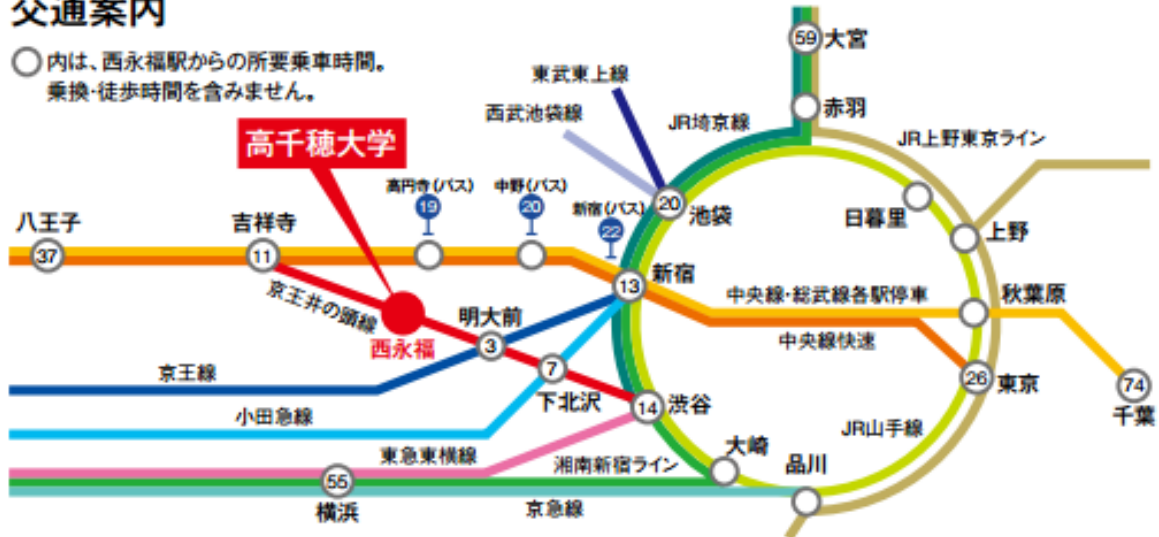 交通案内
○内は、西永福駅からの所要乗車時間。
乗換・徒歩時間を含みません。
高千穂大学
東武東上線
西武池袋線
JR埼京線
59
大宮
赤羽
JR上野東京ライン
八王子
37
吉祥寺
11
高円寺(バス)
19
中野(バス)
20
新宿(バス)
22
20
池袋
日暮里
上野
京王井の頭線
西永福
明大前
3
13
新宿
中央線・総武線各駅停車
秋葉原
中央線快速
26
東京
74
千葉
京王線
7
下北沢
小田急線
14
渋谷
JR山手線
東急東横線
湘南新宿ライン
大崎
品川
55
横浜
京急線